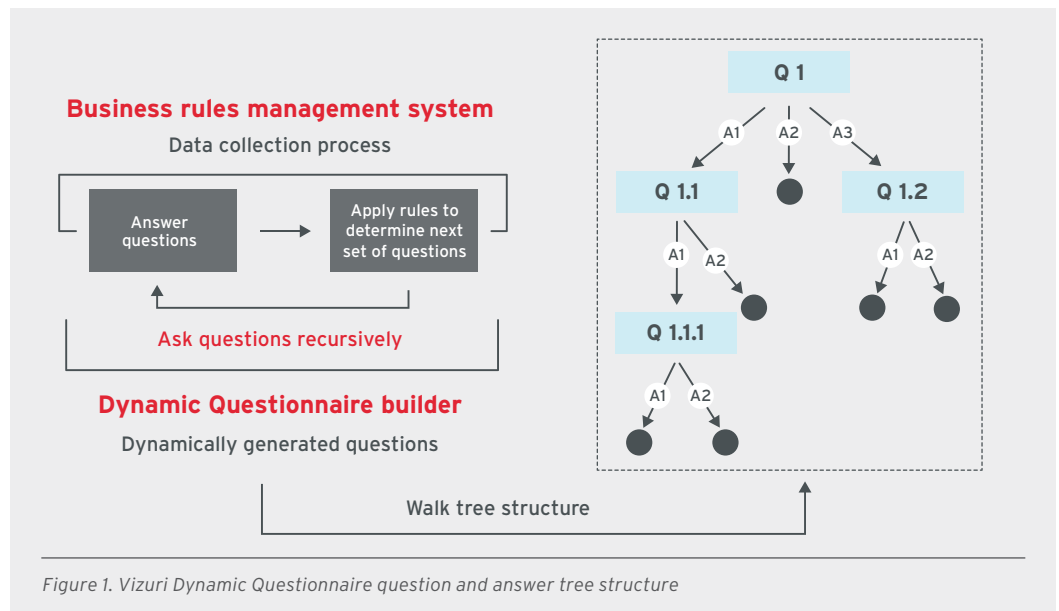 Business rules management system
Data collection process
Answer
questions
Apply rules to
determine next
set of questions
Ask questions recursively
Dynamic Questionnaire builder
Dynamically generated questions
Walk tree structure
Q 1
A1
A2
A3
Q 1.1
Q 1.2
A1
A2
A1
A2
Q 1.1.1
A1
A2
Figure 1. Vizuri Dynamic Questionnaire question and answer tree structure